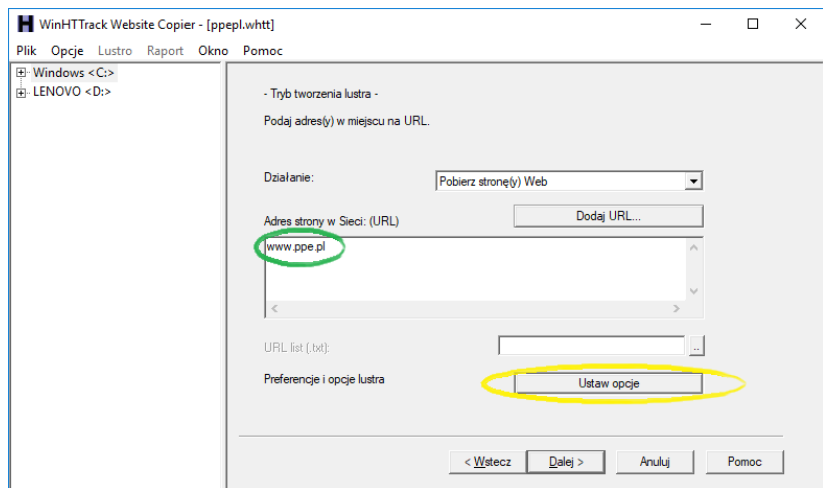 WinHTTrack Website Copier - [ppepl.whtt]
Plik Opcje Lustro Raport Okno Pomoc
Windows <C:>
LENOVO <D:>
- Tryb tworzenia lustra -
Podaj adres(y) w miejscu na URL.
Działanie:
Pobierz stronę(y) Web
Adres strony w Sieci: (URL)
Dodaj URL...
www.ppe.pl
URL list (.txt):
..
Preferencje i opcje lustra
Ustaw opcje
< Wstecz
Dalej >
Anuluj
Pomoc